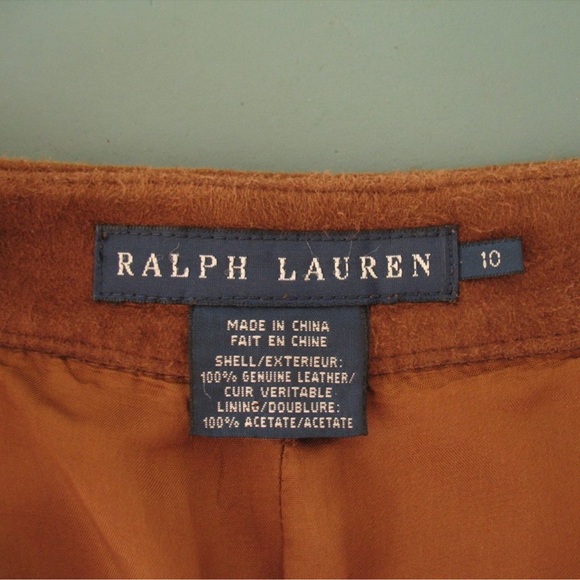 RALPH LAUREN
10
MADE IN CHINA
FAIT EN CHINE
SHELL/EXTERIEUR:
100% GENUINE LEATHER/
CUIR VERITABLE
LINING/DOUBLURE:
100% ACETATE/ACETATE